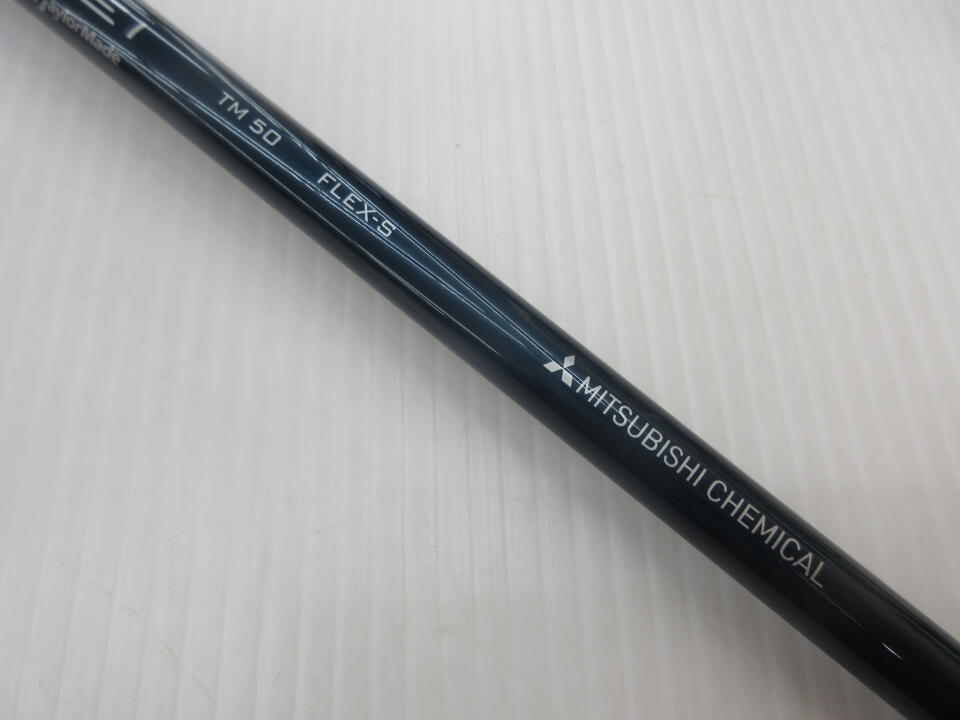 TaylorMade
TM 50
FLEX-S
MITSUBISHI CHEMICAL